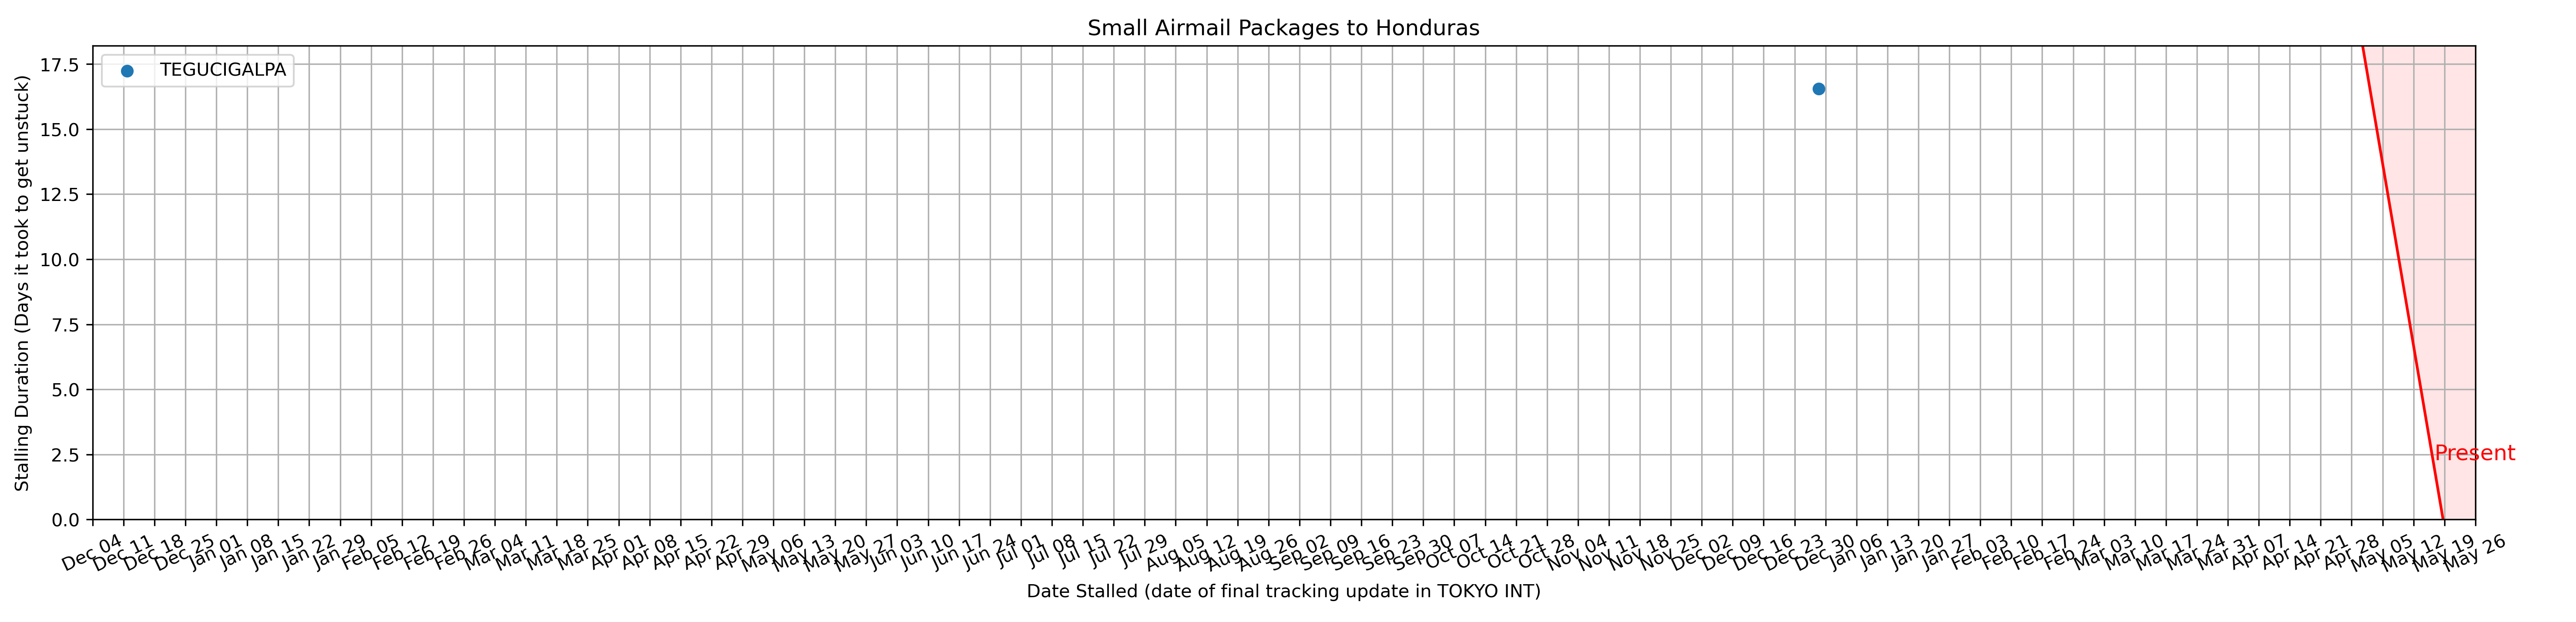 Small Airmail Packages to Honduras
TEGUCIGALPA
Stalling Duration (Days it took to get unstuck)
17.5
15.0
12.5
10.0
7.5
5.0
2.5
0.0
Present
Dec 04 Dec 11 Dec 18 Dec 25 Jan 01 Jan 08 Jan 15 Jan 22 Jan 29 Feb 05 Feb 12 Feb 19 Feb 26 Mar 04 Mar 11 Mar 18 Mar 25 Apr 01 Apr 08 Apr 15 Apr 22 Apr 29 May 06 May 13 May 20 May 27 Jun 03 Jun 10 Jun 17 Jun 24 Jul 01 Jul 08 Jul 15 Jul 22 Jul 29 Aug 05 Aug 12 Aug 19 Aug 26 Sep 02 Sep 09 Sep 16 Sep 23 Sep 30 Oct 07 Oct 14 Oct 21 Oct 28 Nov 04 Nov 11 Nov 18 Nov 25 Dec 02 Dec 09 Dec 16 Dec 23 Dec 30 Jan 06 Jan 13 Jan 20 Jan 27 Feb 03 Feb 10 Feb 17 Feb 24 Mar 03 Mar 10 Mar 17 Mar 24 Mar 31 Apr 07 Apr 14 Apr 21 Apr 28 May 05 May 12 May 19 May 26
Date Stalled (date of final tracking update in TOKYO INT)